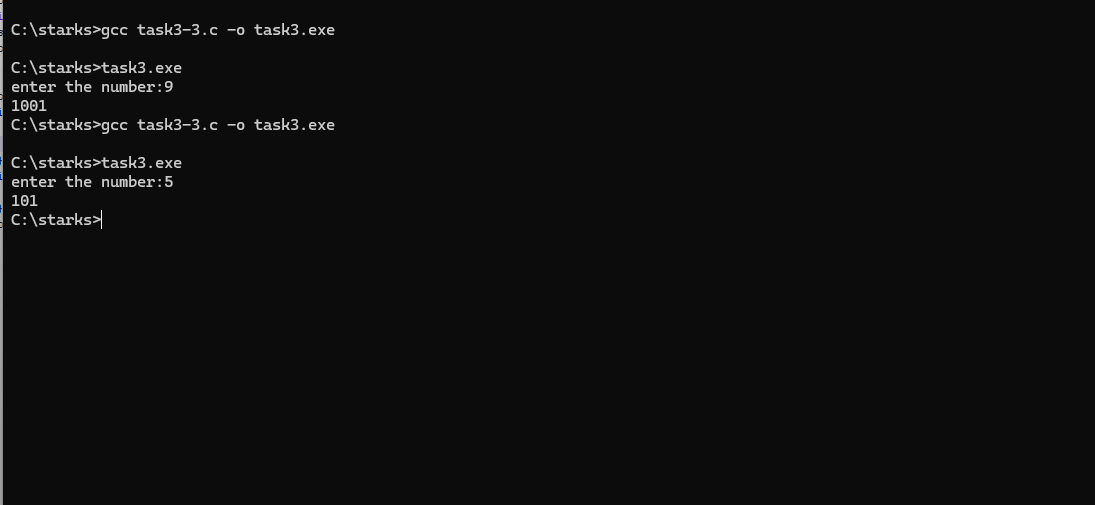 C:\starks>gcc task3-3.c -o task3.exe
C:\starks>task3.exe
enter the number:9
1001
C:\starks>gcc task3-3.c -o task3.exe
C:\starks>task3.exe
enter the number:5
101
C:\starks>